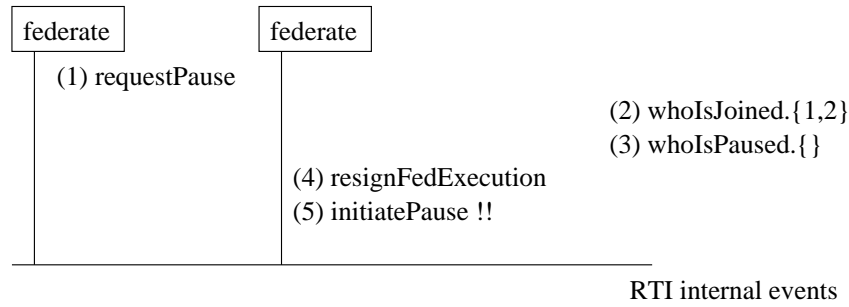 federate
federate
(1) requestPause
(2) whoIsJoined.{1,2}
(3) whoIsPaused.{}
(4) resignFedExecution
(5) initiatePause !!
RTI internal events